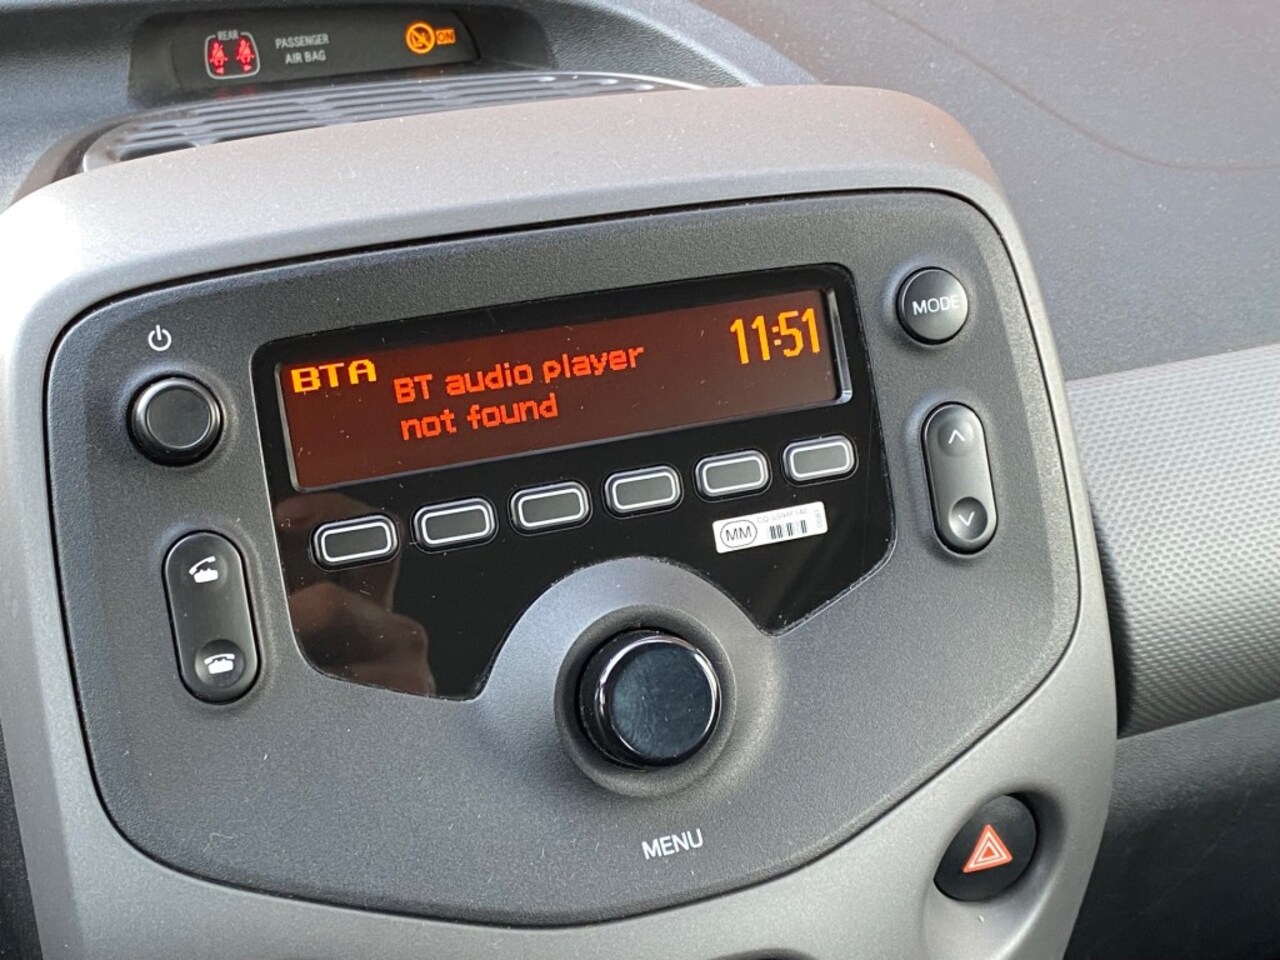 REAR
PASSENGER
AIR BAG
ON
MODE
BTA
BT audio player
not found
11:51
MM
MENU